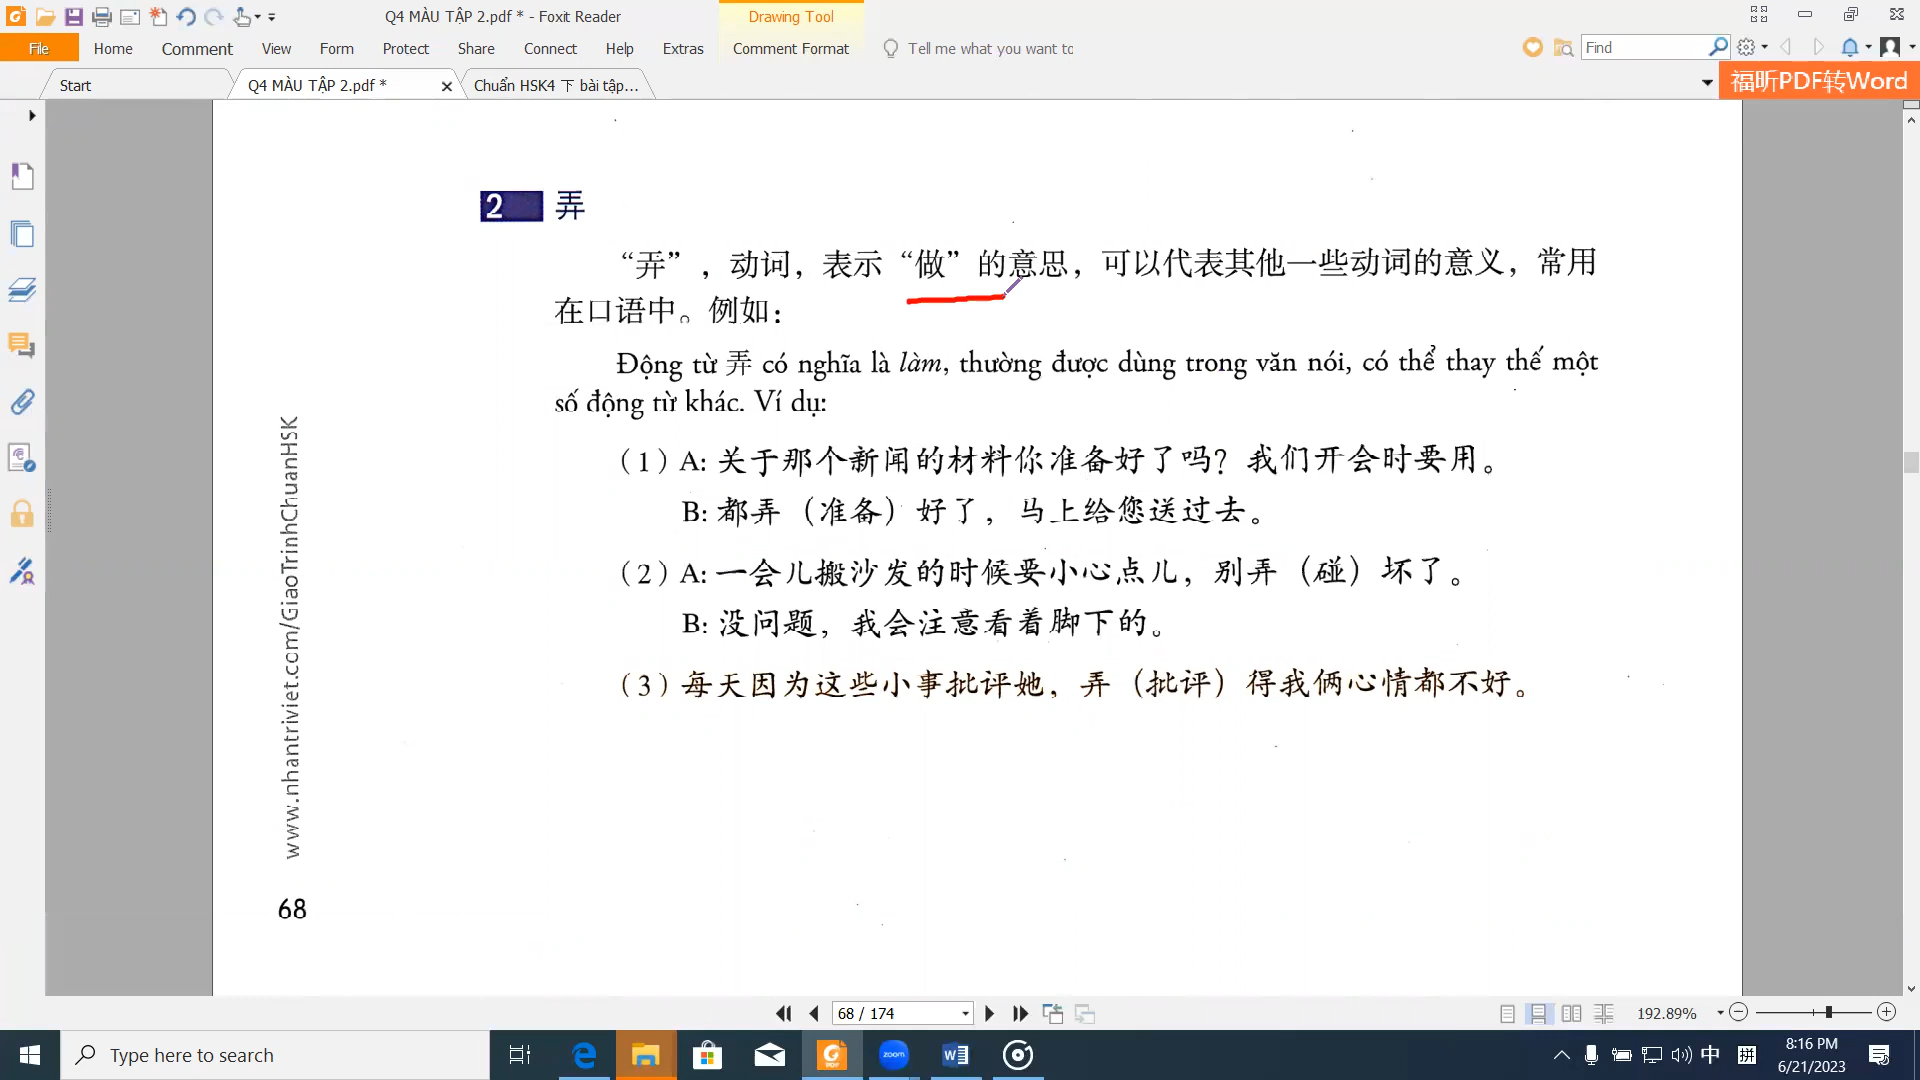 Q4 MÀU TẬP 2.pdf * - Foxit Reader
Drawing Tool
File
Home
Comment
View
Form
Protect
Share
Connect
Help
Extras
Comment Format
Tell me what you want to
Find
Start
Q4 MÀU TẬP 2.pdf *
Chuẩn HSK4 下 bài tập...
福昕PDF转Word
2 弄
“弄”，动词，表示“做”的意思，可以代表其他一些动词的意义，常用
在口语中。例如：
Động từ 弄 có nghĩa là làm, thường được dùng trong văn nói, có thể thay thế một
số động từ khác. Ví dụ:
（1）A: 关于那个新闻的材料你准备好了吗？我们开会时要用。
B: 都弄（准备）好了，马上给您送过去。
（2）A: 一会儿搬沙发的时候要小心点儿，别弄（碰）坏了。
B: 没问题，我会注意看着脚下的。
（3）每天因为这些小事批评她，弄（批评）得我俩心情都不好。
www.nhantriviet.com/GiaoTrinhChuanHSK
68
68 / 174
192.89%
Type here to search
zoom
中
拼
8:16 PM
6/21/2023